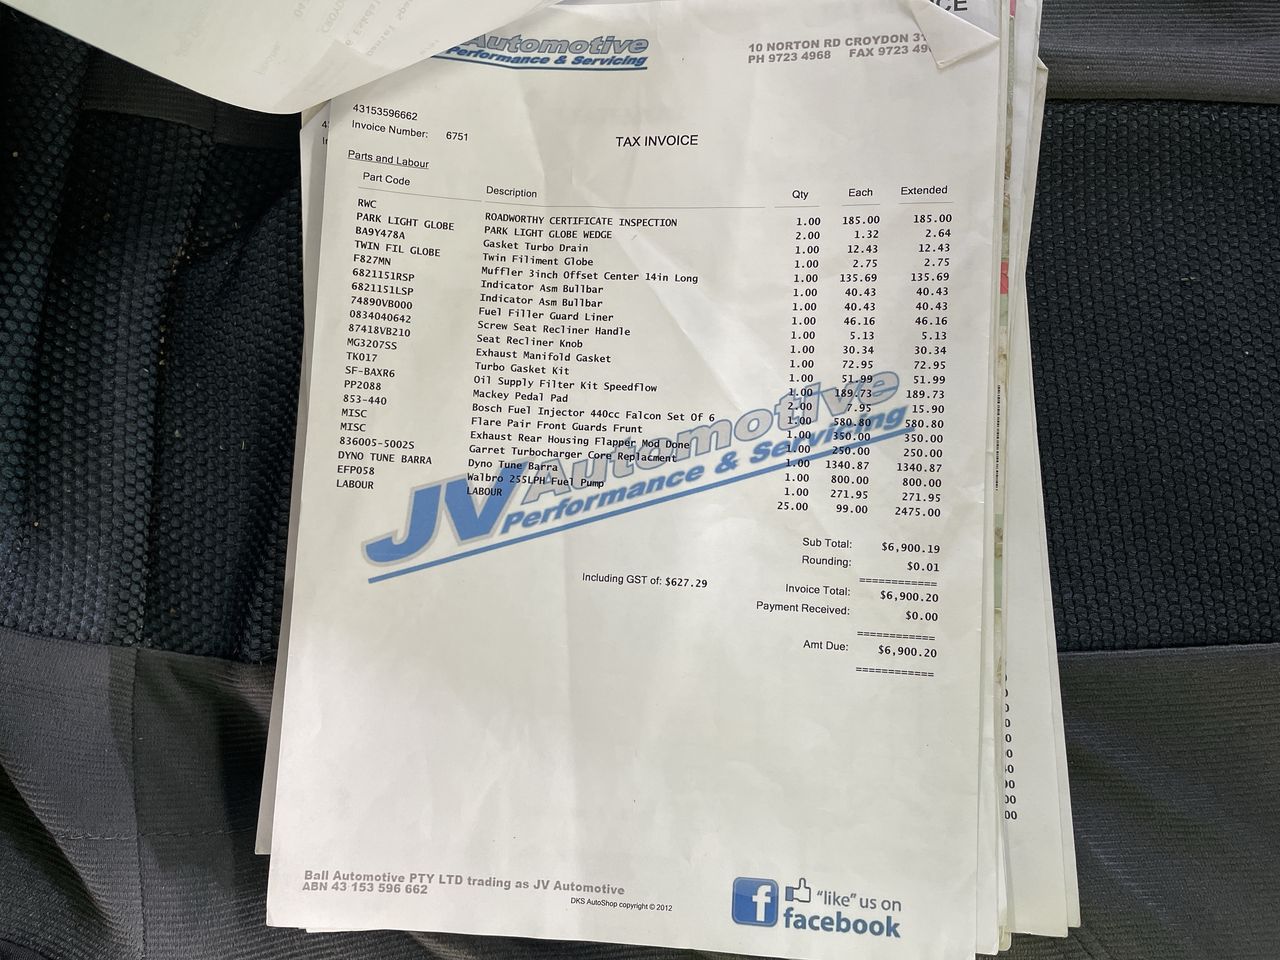 CE
Automotive
Performance & Servicing
10 NORTON RD CROYDON
PH 9723 4968 FAX 9723
43153596662
Invoice Number: 6751
TAX INVOICE
Parts and Labour
Part Code Description Qty Each Extended
RWC ROADWORTHY CERTIFICATE INSPECTION 1.00 185.00 185.00
PARK LIGHT GLOBE PARK LIGHT GLOBE WEDGE 2.00 1.32 2.64
BA9Y478A Gasket Turbo Drain 1.00 12.43 12.43
TWIN FIL GLOBE Twin Filiment Globe 1.00 2.75 2.75
F827MN Muffler 3inch Offset Center 14in Long 1.00 135.69 135.69
6821151RSP Indicator Asm Bullbar 1.00 40.43 40.43
6821151LSP Indicator Asm Bullbar 1.00 40.43 40.43
74890VB000 Fuel Filler Guard Liner 1.00 46.16 46.16
0834040642 Screw Seat Recliner Handle 1.00 5.13 5.13
87418VB210 Seat Recliner Knob 1.00 30.34 30.34
MG3207SS Exhaust Manifold Gasket 1.00 72.95 72.95
TK017 Turbo Gasket Kit 1.00 51.99 51.99
SF-BAXR6 Oil Supply Filter Kit Speedflow 1.00 189.73 189.73
PP2088 Mackey Pedal Pad 2.00 7.95 15.90
853-440 Bosch Fuel Injector 440cc Falcon Set Of 6 1.00 580.80 580.80
MISC Flare Pair Front Guards Frunt 1.00 350.00 350.00
MISC Exhaust Rear Housing Flapper Mod Done 1.00 250.00 250.00
836005-5002S Garret Turbocharger Core Replacment 1.00 1340.87 1340.87
DYNO TUNE BARRA Dyno Tune Barra 1.00 800.00 800.00
EFP058 Walbro 255LPH Fuel Pump 1.00 271.95 271.95
LABOUR LABOUR 25.00 99.00 2475.00
JV Automotive
Performance & Servicing
Sub Total: $6,900.19
Rounding: $0.01
Including GST of: $627.29
Invoice Total: $6,900.20
Payment Received: $0.00
Amt Due: $6,900.20
Ball Automotive PTY LTD trading as JV Automotive
ABN 43 153 596 662
DKS AutoShop copyright © 2012
f "like" us on
facebook